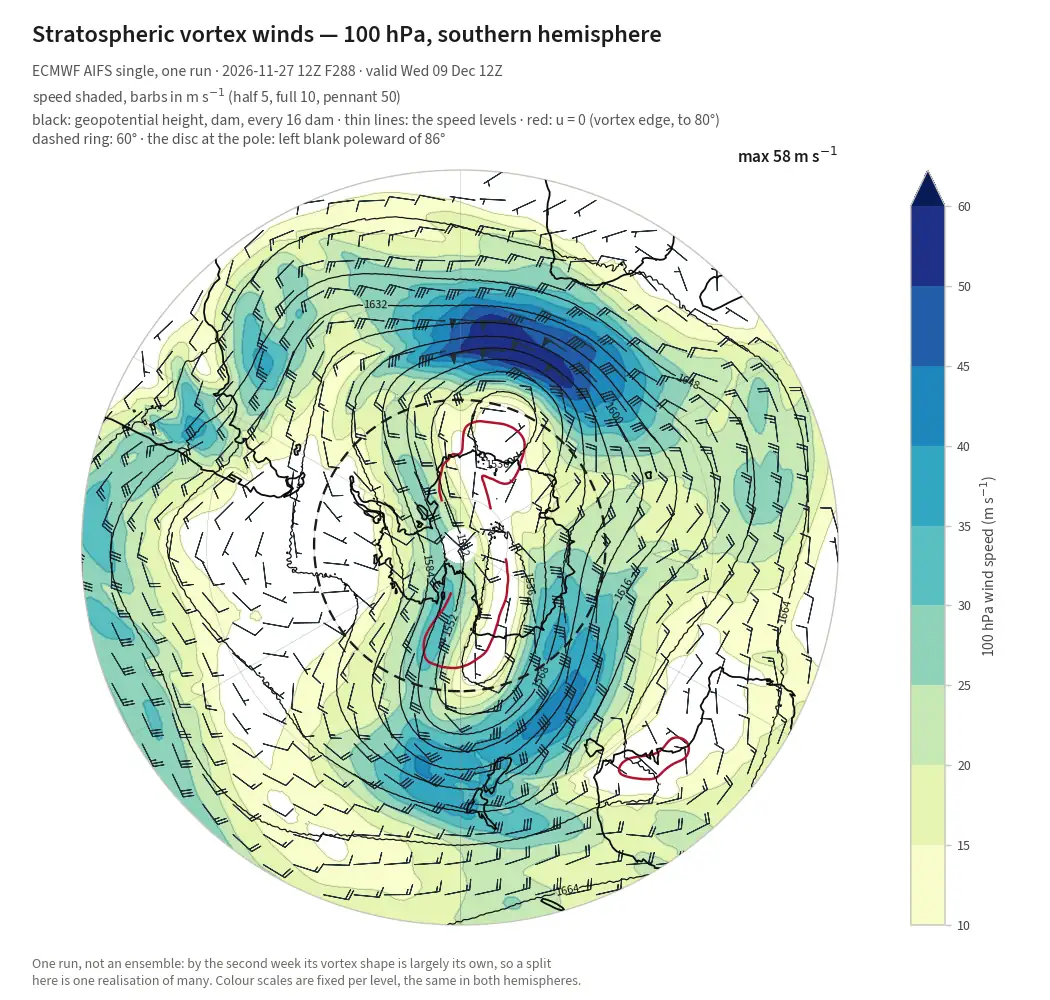 Stratospheric vortex winds — 100 hPa, southern hemisphere
ECMWF AIFS single, one run · 2026-11-27 12Z F288 · valid Wed 09 Dec 12Z
speed shaded, barbs in m s⁻¹ (half 5, full 10, pennant 50)
black: geopotential height, dam, every 16 dam · thin lines: the speed levels · red: u = 0 (vortex edge, to 80°)
dashed ring: 60° · the disc at the pole: left blank poleward of 86°
max 58 m s⁻¹
60
50
45
40
35
30
25
20
15
10
100 hPa wind speed (m s⁻¹)
1632
1648
1600
1536
1584
1536
1616
1552
1664
1568
1664
One run, not an ensemble: by the second week its vortex shape is largely its own, so a split
here is one realisation of many. Colour scales are fixed per level, the same in both hemispheres.